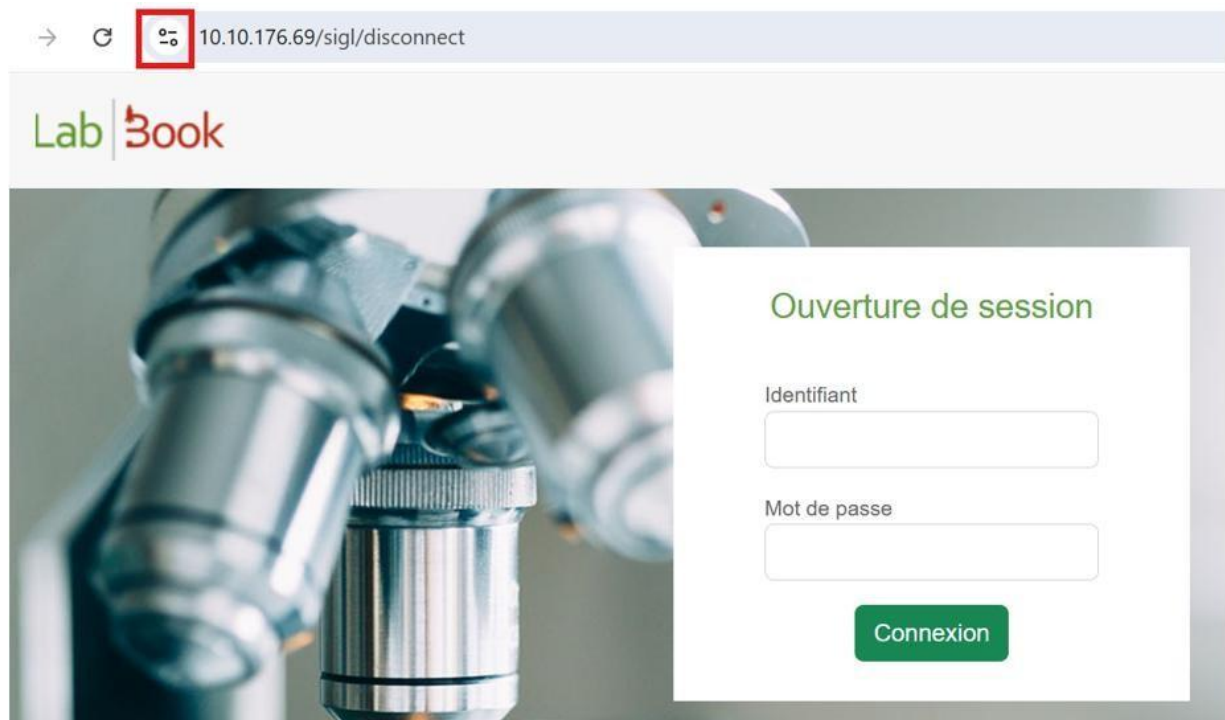 10.10.176.69/sigl/disconnect
Lab Book
Ouverture de session
Identifiant
Mot de passe
Connexion